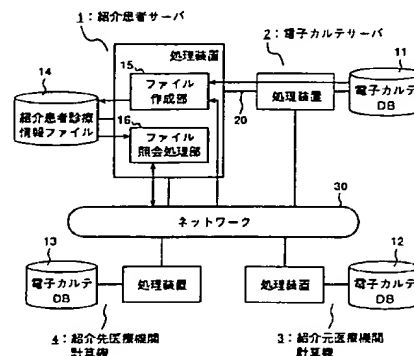 1：紹介患者サーバ
2：電子カルテサーバ
処理装置
11
14
15
ファイル
作成部
処理装置
電子カルテ
DB
20
紹介患者診療
情報ファイル
16
ファイル
照会処理部
30
ネットワーク
13
12
電子カルテ
DB
処理装置
処理装置
電子カルテ
DB
4：紹介先医療機関
計算機
3：紹介元医療機関
計算機